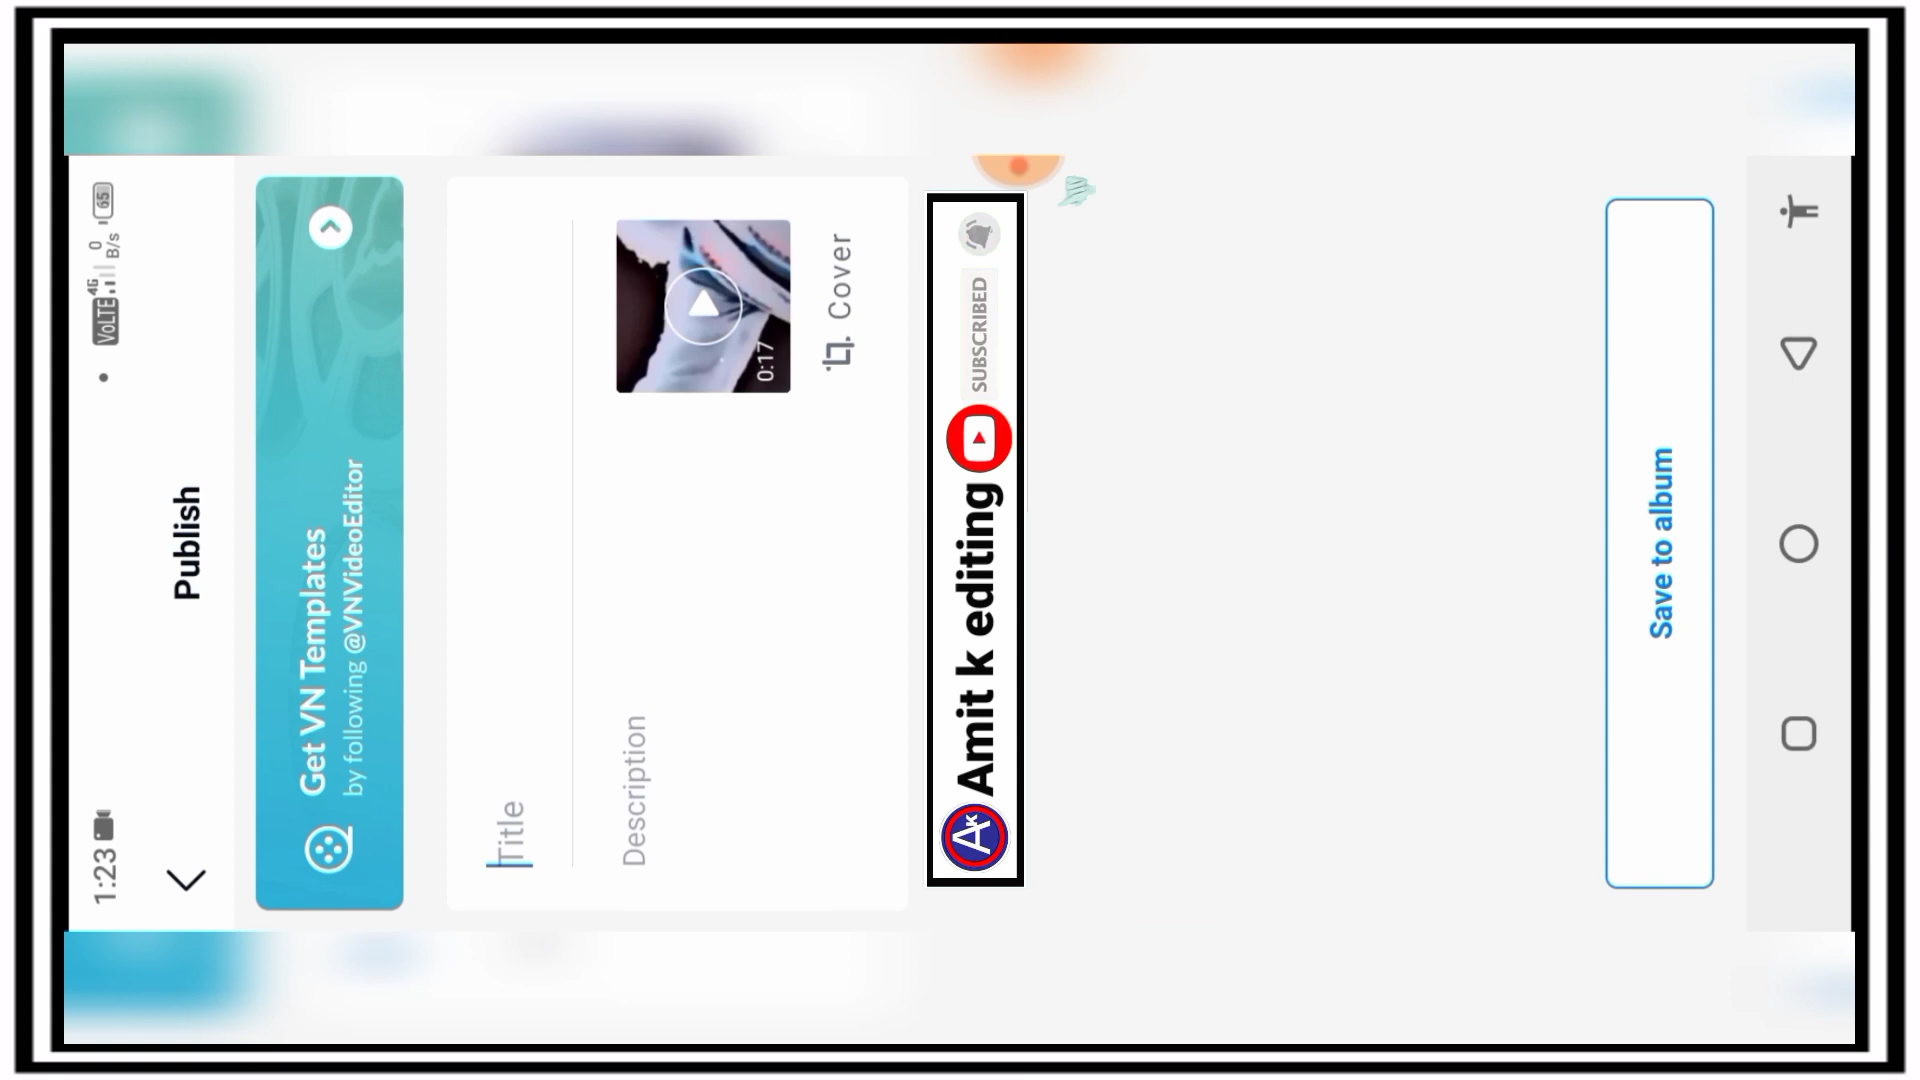 1:23
VoLTE 4G 0 B/s 65
Publish
Get VN Templates
by following @VNVideoEditor
Title
Description
0:17
Cover
AK Amit k editing SUBSCRIBED
Save to album